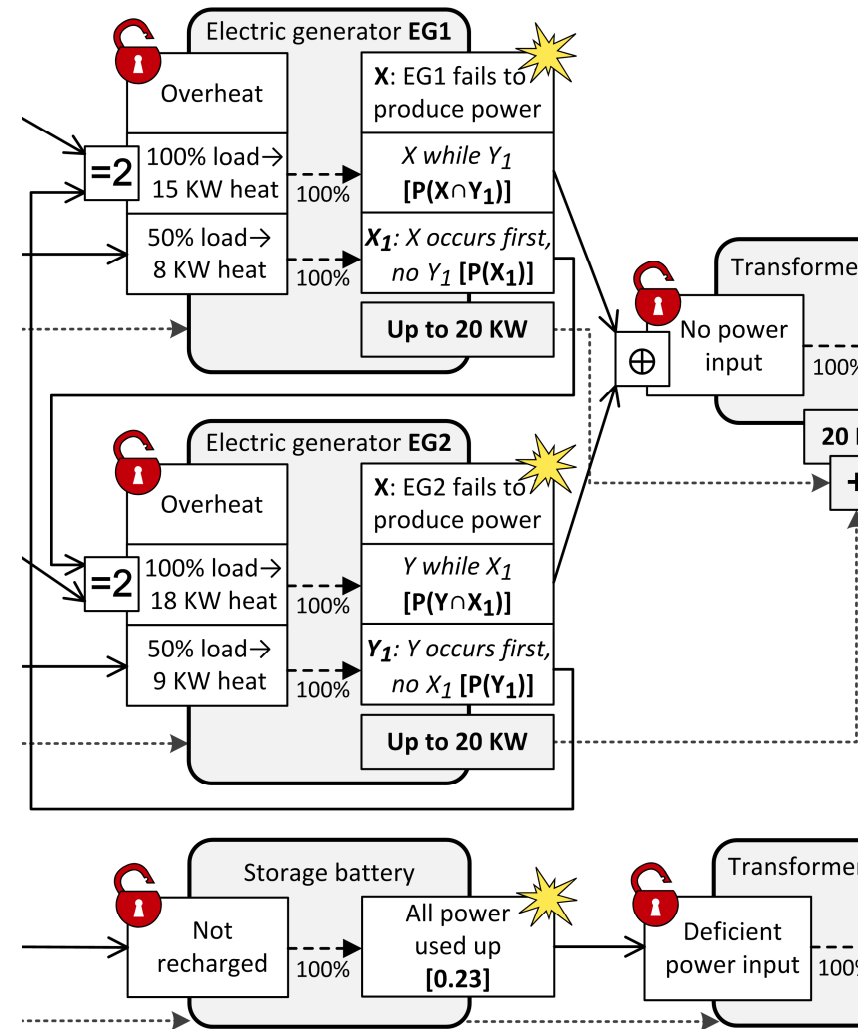 Electric generator EG1
Overheat
X: EG1 fails to
produce power
=2
100% load→
15 KW heat
100%
X while Y1
[P(X∩Y1)]
50% load→
8 KW heat
100%
X1: X occurs first,
no Y1 [P(X1)]
Up to 20 KW
Transforme
No power
input
⊕
100%
20
+
Electric generator EG2
Overheat
X: EG2 fails to
produce power
=2
100% load→
18 KW heat
100%
Y while X1
[P(Y∩X1)]
50% load→
9 KW heat
100%
Y1: Y occurs first,
no X1 [P(Y1)]
Up to 20 KW
Storage battery
Not
recharged
100%
All power
used up
[0.23]
Transformer
Deficient
power input
100%